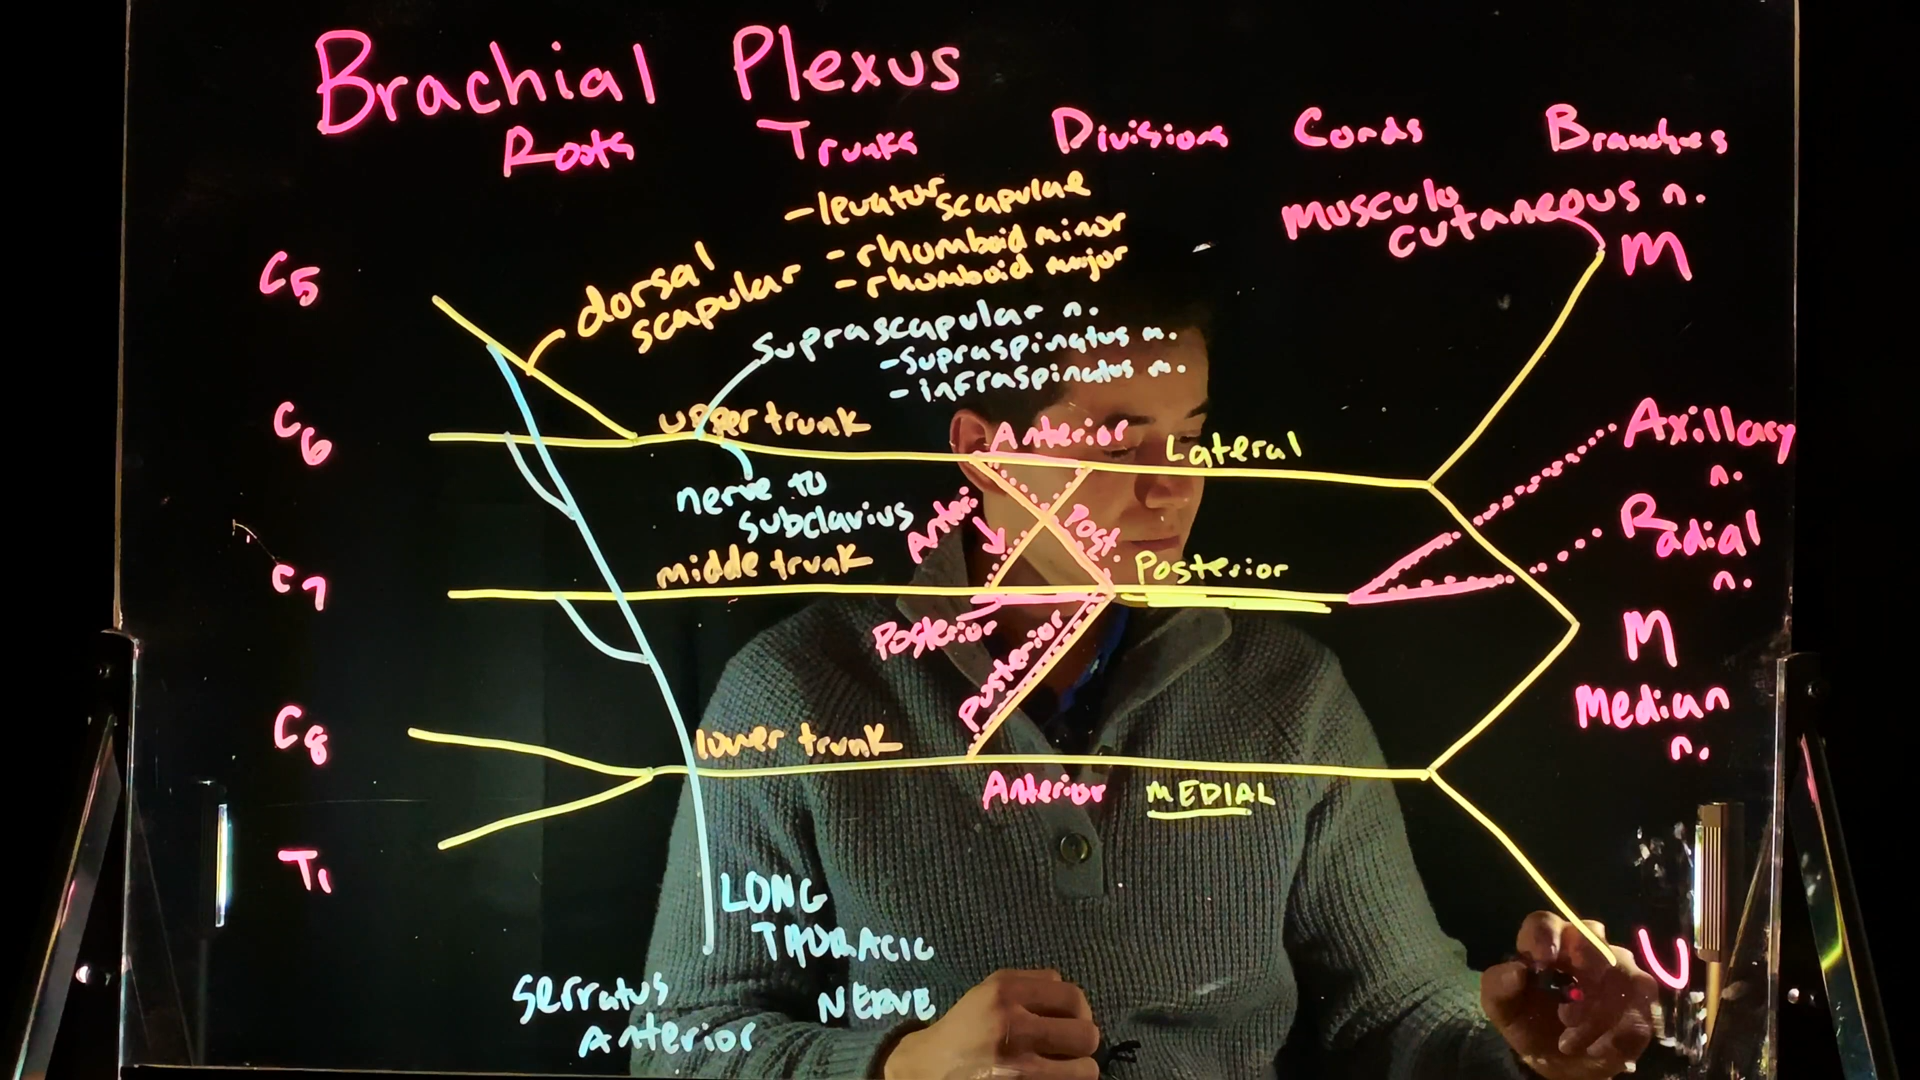 Brachial Plexus
Roots Trunks Divisions Cords Branches
-levator scapulae
-rhomboid minor
-rhomboid major
dorsal scapular
musculo
cutaneous n.
M
C5
suprascapular n.
-supraspinatus m.
-infraspinatus m.
C6
upper trunk
Anterior
Lateral
Axillary
n.
nerve to
subclavius
Anteri.
Post.
Radial
n.
C7
middle trunk
Posterior
Posterior
Posterior
M
Median
n.
C8
lower trunk
Anterior
MEDIAL
T1
LONG
THORACIC
NERVE
serratus
Anterior
U